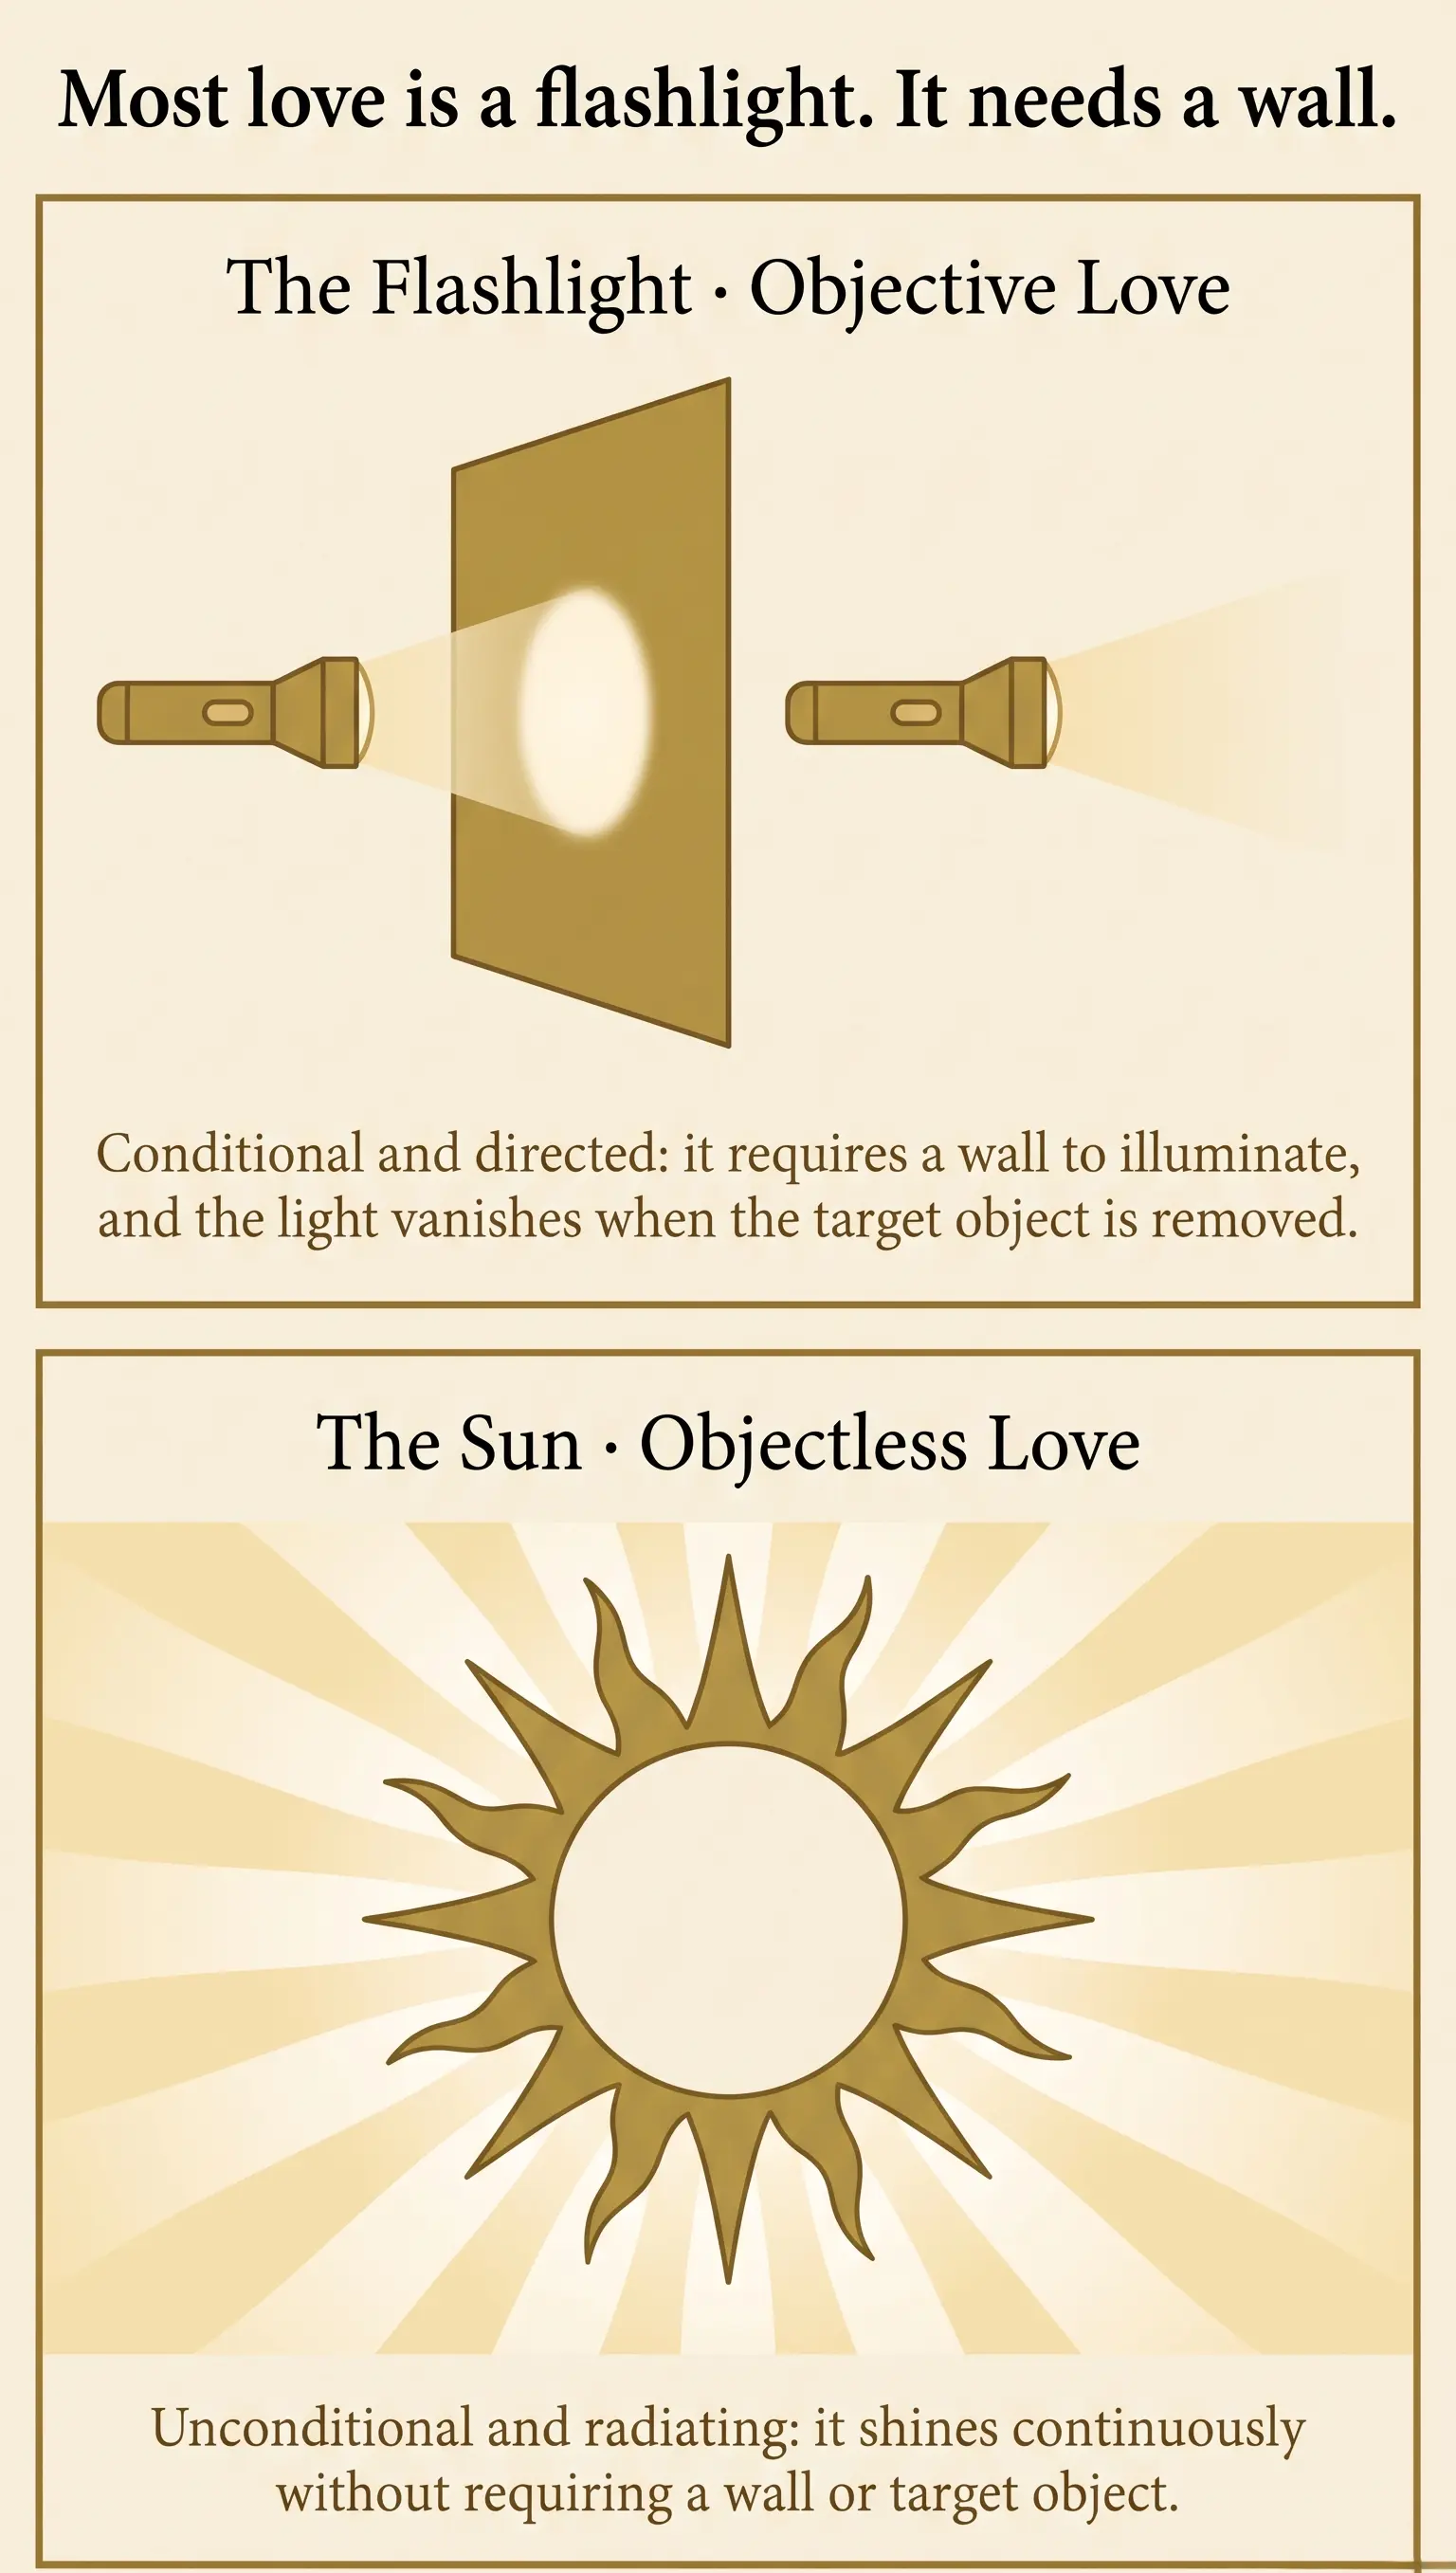 Most love is a flashlight. It needs a wall.
The Flashlight · Objective Love
Conditional and directed: it requires a wall to illuminate,
and the light vanishes when the target object is removed.
The Sun · Objectless Love
Unconditional and radiating: it shines continuously
without requiring a wall or target object.